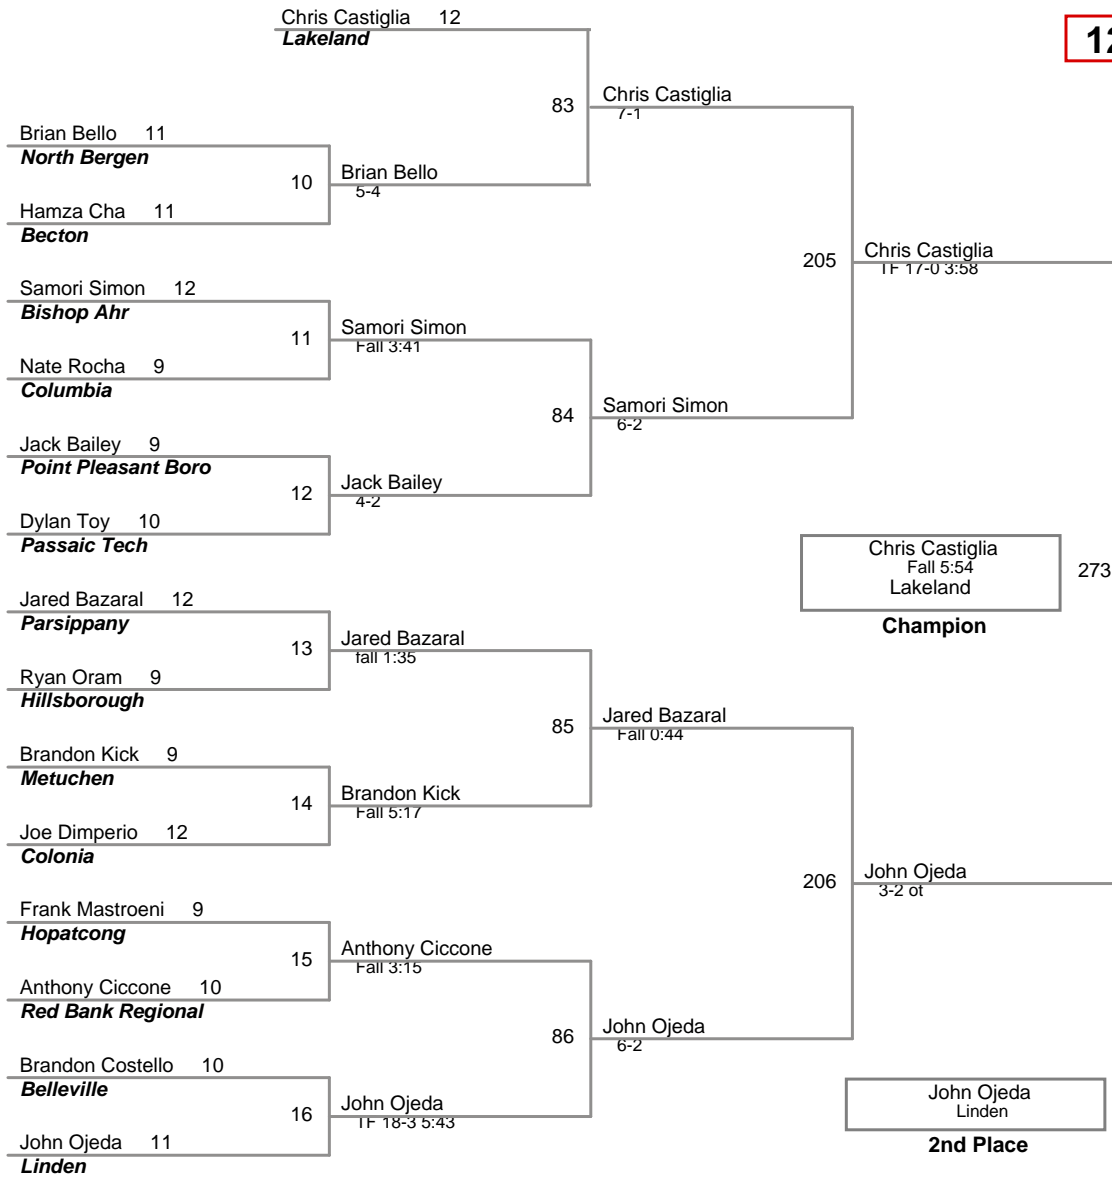 Chris Castiglia 12
Lakeland
12
83
Chris Castiglia
7-1
Brian Bello 11
North Bergen
10
Brian Bello
5-4
Hamza Cha 11
Becton
205
Chris Castiglia
TF 17-0 3:58
Samori Simon 12
Bishop Ahr
11
Samori Simon
Fall 3:41
Nate Rocha 9
Columbia
84
Samori Simon
6-2
Jack Bailey 9
Point Pleasant Boro
12
Jack Bailey
4-2
Dylan Toy 10
Passaic Tech
Chris Castiglia
Fall 5:54
Lakeland
273
Champion
Jared Bazaral 12
Parsippany
13
Jared Bazaral
fall 1:35
Ryan Oram 9
Hillsborough
85
Jared Bazaral
Fall 0:44
Brandon Kick 9
Metuchen
14
Brandon Kick
Fall 5:17
Joe Dimperio 12
Colonia
206
John Ojeda
3-2 ot
Frank Mastroeni 9
Hopatcong
15
Anthony Ciccone
Fall 3:15
Anthony Ciccone 10
Red Bank Regional
86
John Ojeda
6-2
Brandon Costello 10
Belleville
16
John Ojeda
TF 18-3 5:43
John Ojeda 11
Linden
John Ojeda
Linden
2nd Place